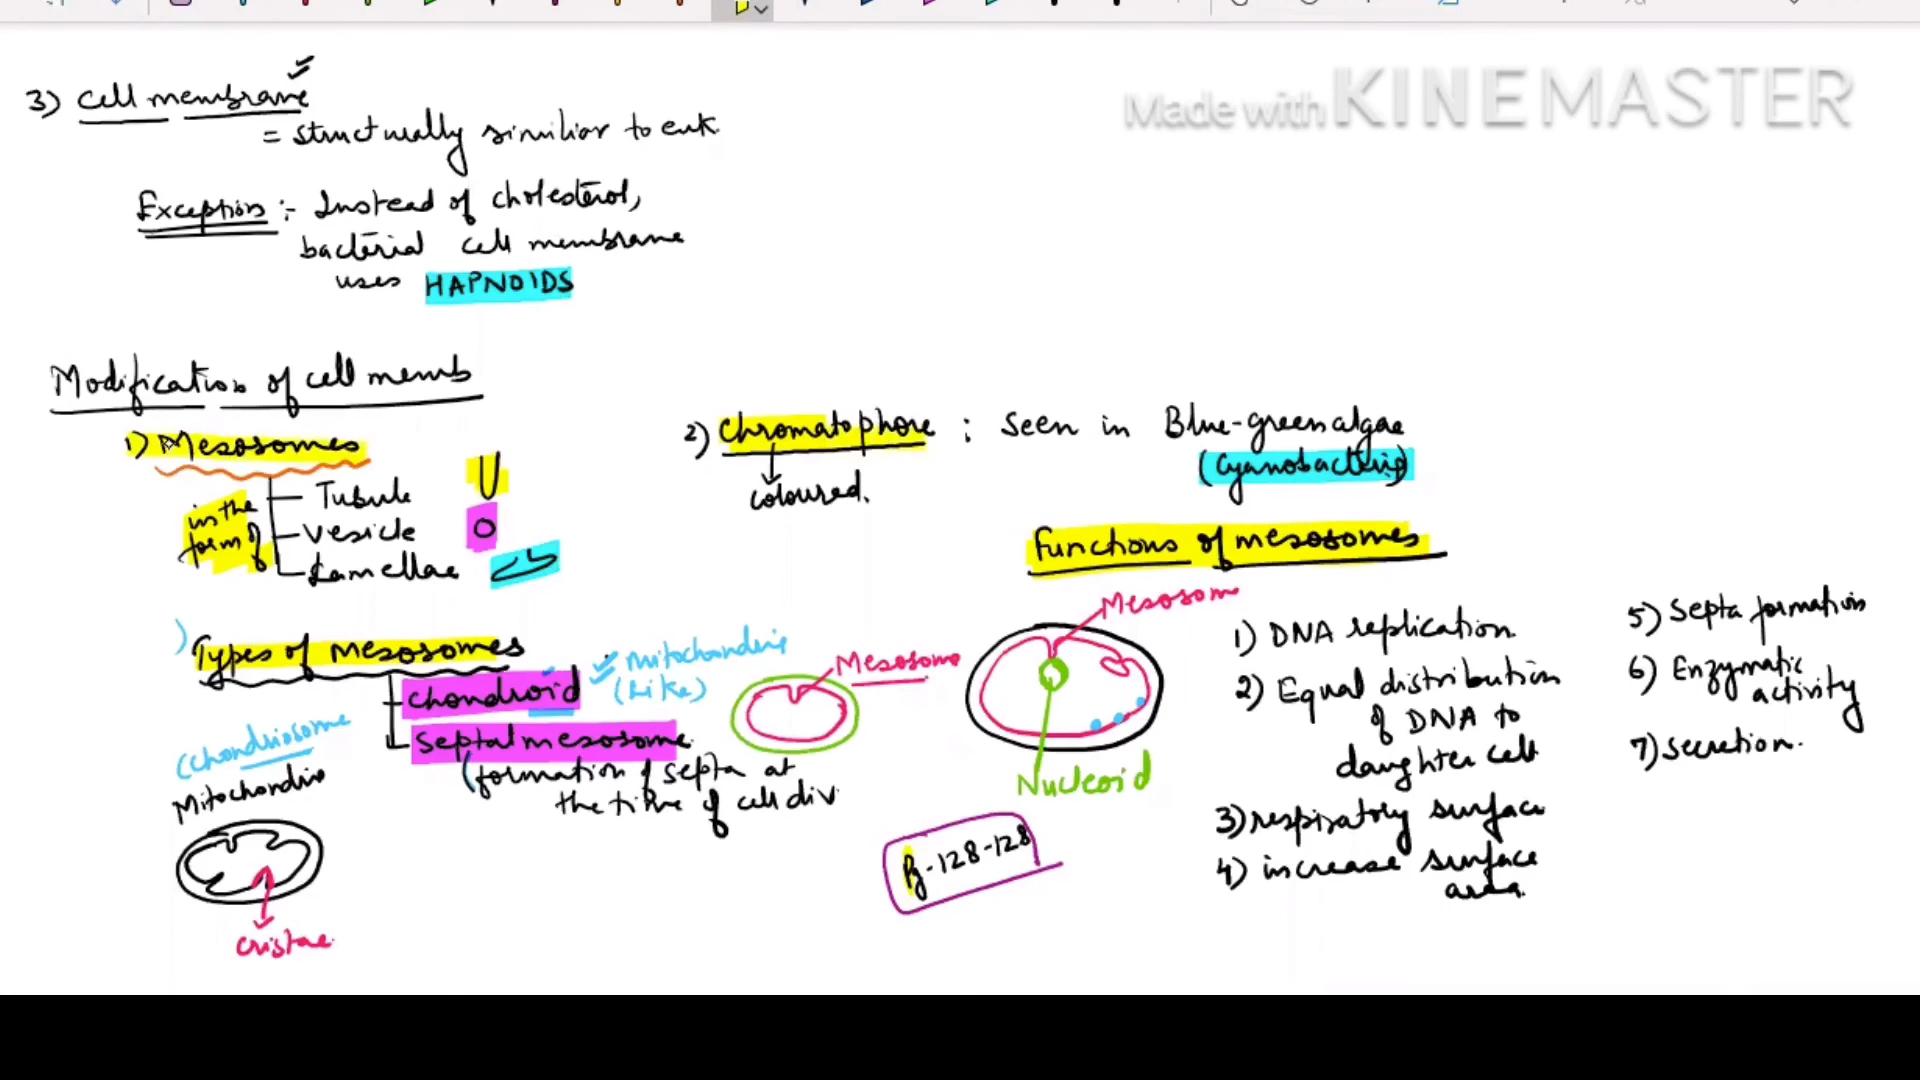 Made with KINEMASTER
3) Cell membrane
= structurally similior to euk.
Exception :- Instead of cholesterol,
bacterial cell membrane
uses HAPNOIDS
Modification of cell memb
1) Mesosomes
in the
form of
Tubule
Vesicle
Lamellae
2) Chromatophore : Seen in Blue-green algae
(Cyanobacteria)
coloured.
Types of mesosomes
chondroid
mitochondria
(Like)
Septal mesosome
(formation of septa at
the time of cell div.
Mesosome
(Chondriosome
Mitochondria
cristae.
Functions of mesosomes
Mesosome
Nucleoid
Pg-128-128
1) DNA replication
2) Equal distribution
of DNA to
daughter cell
3) respiratory surface
4) increase surface
area.
5) Septa formation
6) Enzymatic
activity
7) Secretion.